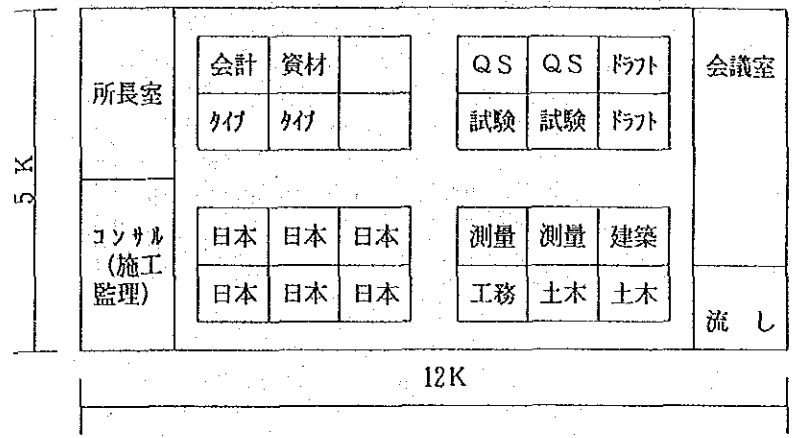 所長室
会計 資材
タイプ タイプ
QS QS ドラフト
試験 試験 ドラフト
会議室
5K
コンサル
(施工
監理)
日本 日本 日本
日本 日本 日本
測量 測量 建築
工務 土木 土木
流し
12K